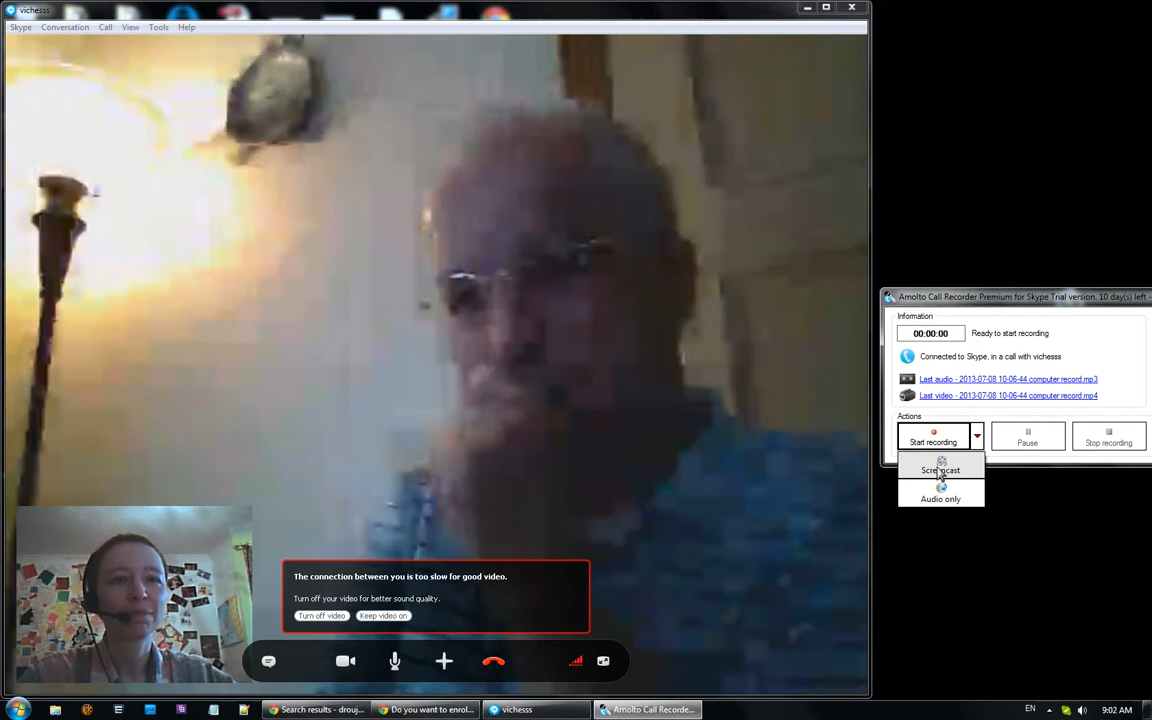 vichesss
Skype Conversation Call View Tools Help
The connection between you is too slow for good video.
Turn off your video for better sound quality.
Turn off video Keep video on
Amolto Call Recorder Premium for Skype Trial version. 10 day(s) left -
Information
00:00:00 Ready to start recording
Connected to Skype, in a call with vichesss
Last audio - 2013-07-08 10-06-44 computer record.mp3
Last video - 2013-07-08 10-06-44 computer record.mp4
Actions
Start recording Pause Stop recording
Screencast
Audio only
Search results - drouj... Do you want to enrol... vichesss Amolto Call Recorde... EN 9:02 AM